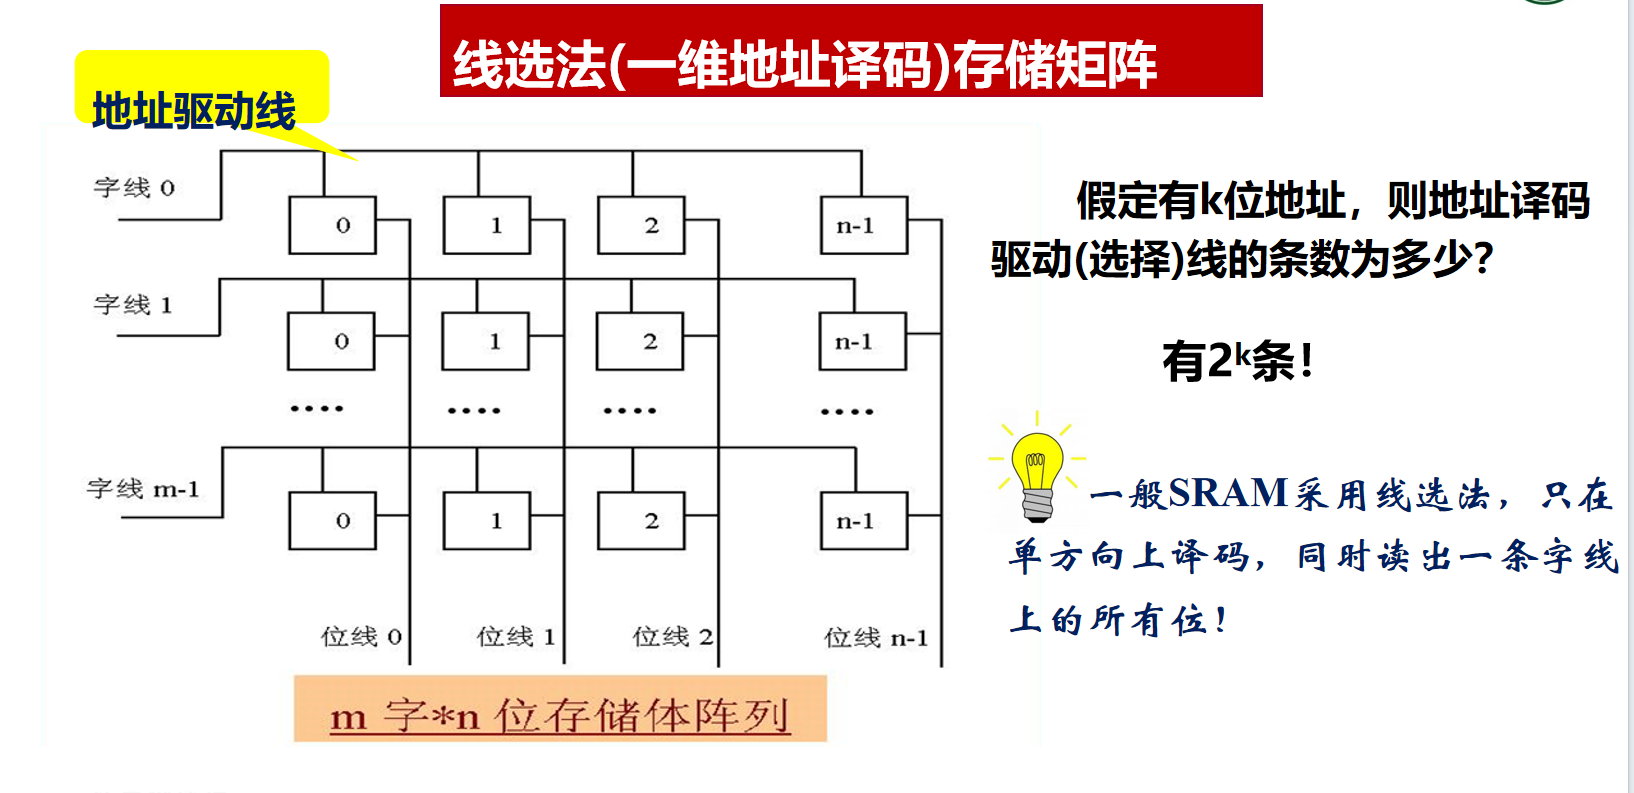 线选法(一维地址译码)存储矩阵
地址驱动线
字线 0
0 1 2 n-1
字线 1
0 1 2 n-1
•••• •••• •••• ••••
字线 m-1
0 1 2 n-1
位线 0 位线 1 位线 2 位线 n-1
m 字*n 位存储体阵列
假定有k位地址，则地址译码
驱动(选择)线的条数为多少？
有2ᵏ条！
一般SRAM采用线选法，只在
单方向上译码，同时读出一条字线
上的所有位！